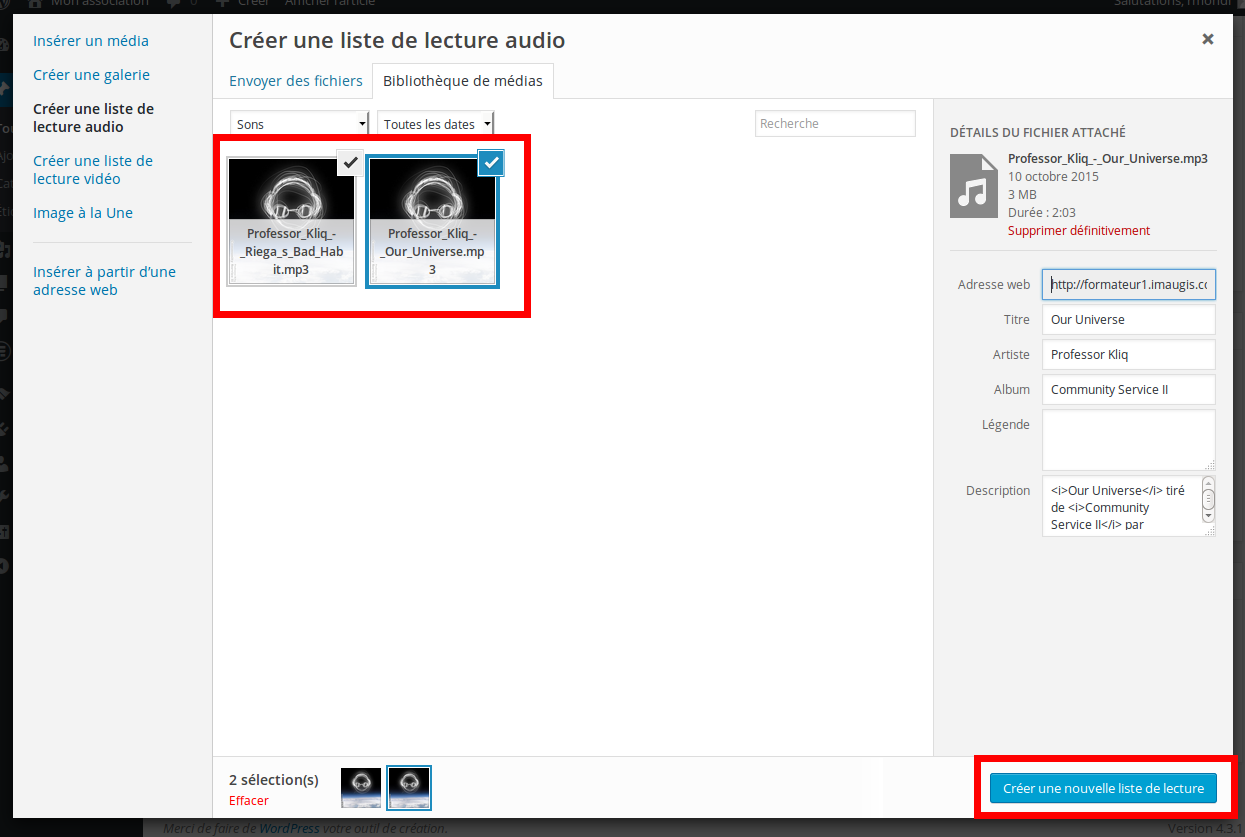 Mon association
0
Créer
Afficher l'article
Salutations, rmondi
Insérer un média
Créer une galerie
Créer une liste de
lecture audio
Créer une liste de
lecture vidéo
Image à la Une
Insérer à partir d’une
adresse web
Créer une liste de lecture audio
Envoyer des fichiers
Bibliothèque de médias
Sons
Toutes les dates
Recherche
Professor_Kliq_-
_Riega_s_Bad_Hab
it.mp3
Professor_Kliq_-
_Our_Universe.mp
3
DÉTAILS DU FICHIER ATTACHÉ
Professor_Kliq_-_Our_Universe.mp3
10 octobre 2015
3 MB
Durée : 2:03
Supprimer définitivement
Adresse web
http://formateur1.imaugis.co
Titre
Our Universe
Artiste
Professor Kliq
Album
Community Service II
Légende
Description
<i>Our Universe</i> tiré
de <i>Community
Service II</i> par
2 sélection(s)
Effacer
Créer une nouvelle liste de lecture
Merci de faire de WordPress votre outil de création.
Version 4.3.1